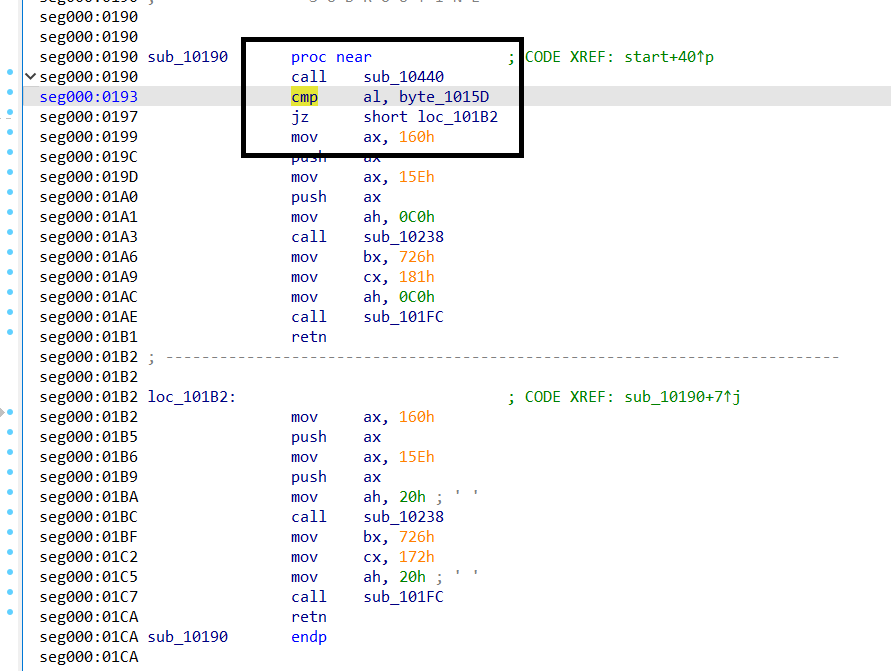 seg000:0190 ; S U B R O U T I N E
seg000:0190
seg000:0190
seg000:0190 sub_10190 proc near ; CODE XREF: start+40↑p
seg000:0190 call sub_10440
seg000:0193 cmp al, byte_1015D
seg000:0197 jz short loc_101B2
seg000:0199 mov ax, 160h
seg000:019C push ax
seg000:019D mov ax, 15Eh
seg000:01A0 push ax
seg000:01A1 mov ah, 0C0h
seg000:01A3 call sub_10238
seg000:01A6 mov bx, 726h
seg000:01A9 mov cx, 181h
seg000:01AC mov ah, 0C0h
seg000:01AE call sub_101FC
seg000:01B1 retn
seg000:01B2 ; ---------------------------------------------------------------------------
seg000:01B2
seg000:01B2 loc_101B2: ; CODE XREF: sub_10190+7↑j
seg000:01B2 mov ax, 160h
seg000:01B5 push ax
seg000:01B6 mov ax, 15Eh
seg000:01B9 push ax
seg000:01BA mov ah, 20h ; ' '
seg000:01BC call sub_10238
seg000:01BF mov bx, 726h
seg000:01C2 mov cx, 172h
seg000:01C5 mov ah, 20h ; ' '
seg000:01C7 call sub_101FC
seg000:01CA retn
seg000:01CA sub_10190 endp
seg000:01CA